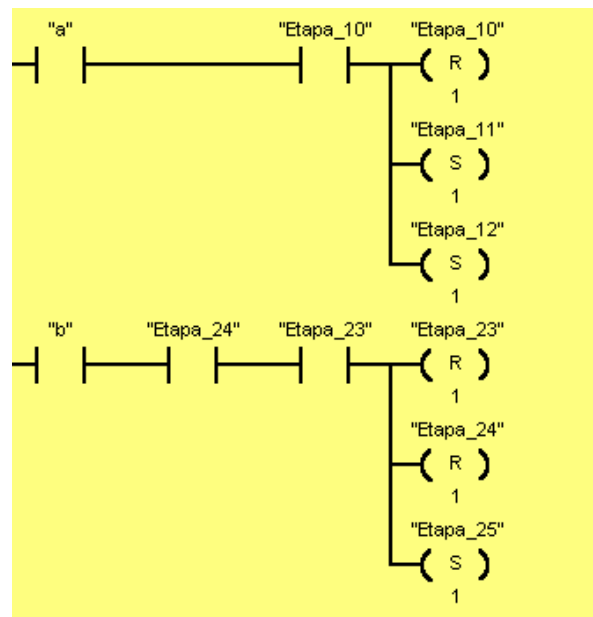 "a" "Etapa_10" "Etapa_10"
R
1
"Etapa_11"
S
1
"Etapa_12"
S
1
"b" "Etapa_24" "Etapa_23" "Etapa_23"
R
1
"Etapa_24"
R
1
"Etapa_25"
S
1